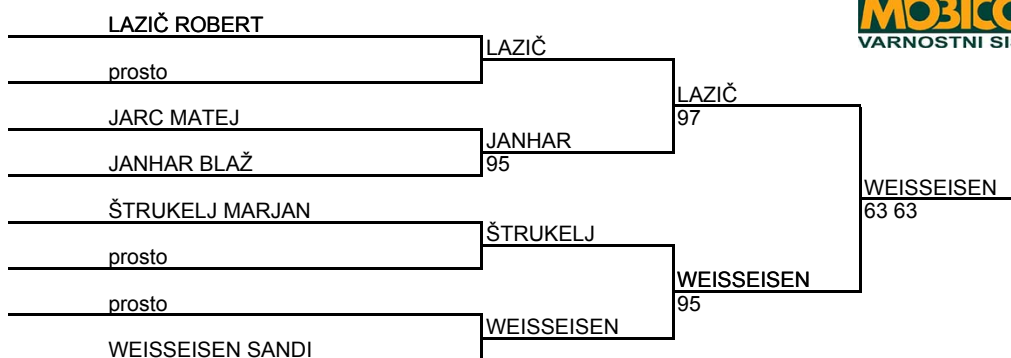 LAZIČ ROBERT
VARNOSTNI
LAZIČ
prosto
LAZIČ
JARC MATEJ
97
JANHAR
JANHAR BLAŽ
95
WEISSEISEN
ŠTRUKELJ MARJAN
63 63
ŠTRUKELJ
prosto
WEISSEISEN
prosto
95
WEISSEISEN
WEISSEISEN SANDI